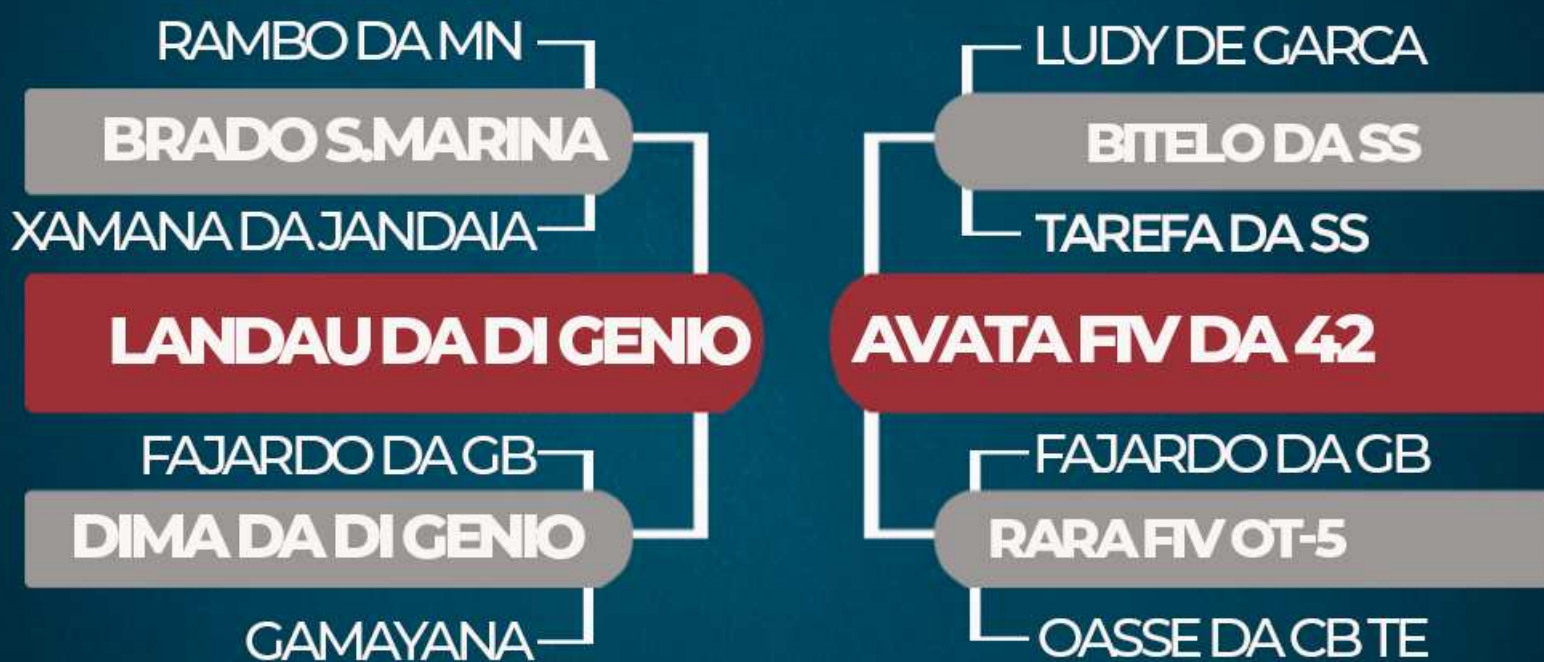 RAMBO DA MN
BRADO S.MARINA
XAMANA DA JANDAIA
LANDAU DA DI GENIO
FAJARDO DA GB
DIMA DA DI GENIO
GAMAYANA
LUDY DE GARCA
BITELO DA SS
TAREFA DA SS
AVATA FIV DA 42
FAJARDO DA GB
RARA FIV OT-5
OASSE DA CB TE